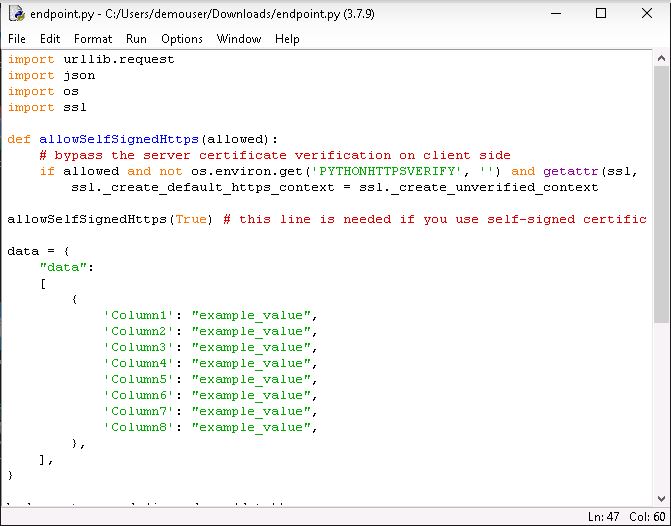 endpoint.py - C:/Users/demouser/Downloads/endpoint.py (3.7.9)
File Edit Format Run Options Window Help
import urllib.request
import json
import os
import ssl
def allowSelfSignedHttps(allowed):
    # bypass the server certificate verification on client side
    if allowed and not os.environ.get('PYTHONHTTPSVERIFY', '') and getattr(ssl,
        ssl._create_default_https_context = ssl._create_unverified_context
allowSelfSignedHttps(True) # this line is needed if you use self-signed certific
data = {
    "data":
    [
        {
            'Column1': "example_value",
            'Column2': "example_value",
            'Column3': "example_value",
            'Column4': "example_value",
            'Column5': "example_value",
            'Column6': "example_value",
            'Column7': "example_value",
            'Column8': "example_value",
        },
    ],
}
Ln: 47 Col: 60